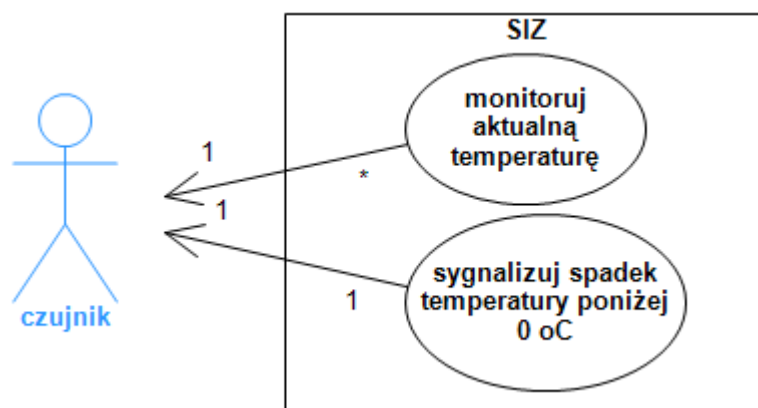 SIZ
monitoruj
aktualną
temperaturę
1
*
1
sygnalizuj spadek
temperatury poniżej
0 oC
1
czujnik